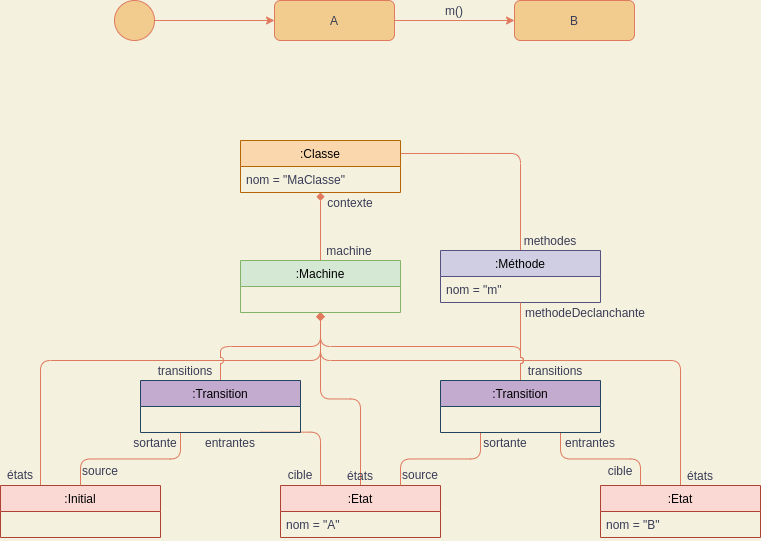 m()
A
B
:Classe
nom = "MaClasse"
contexte
methodes
machine
:Machine
:Méthode
nom = "m"
methodeDeclanchante
transitions
transitions
:Transition
:Transition
sortante
entrantes
sortante
entrantes
états
source
cible
états
source
cible
états
:Initial
:Etat
:Etat
nom = "A"
nom = "B"